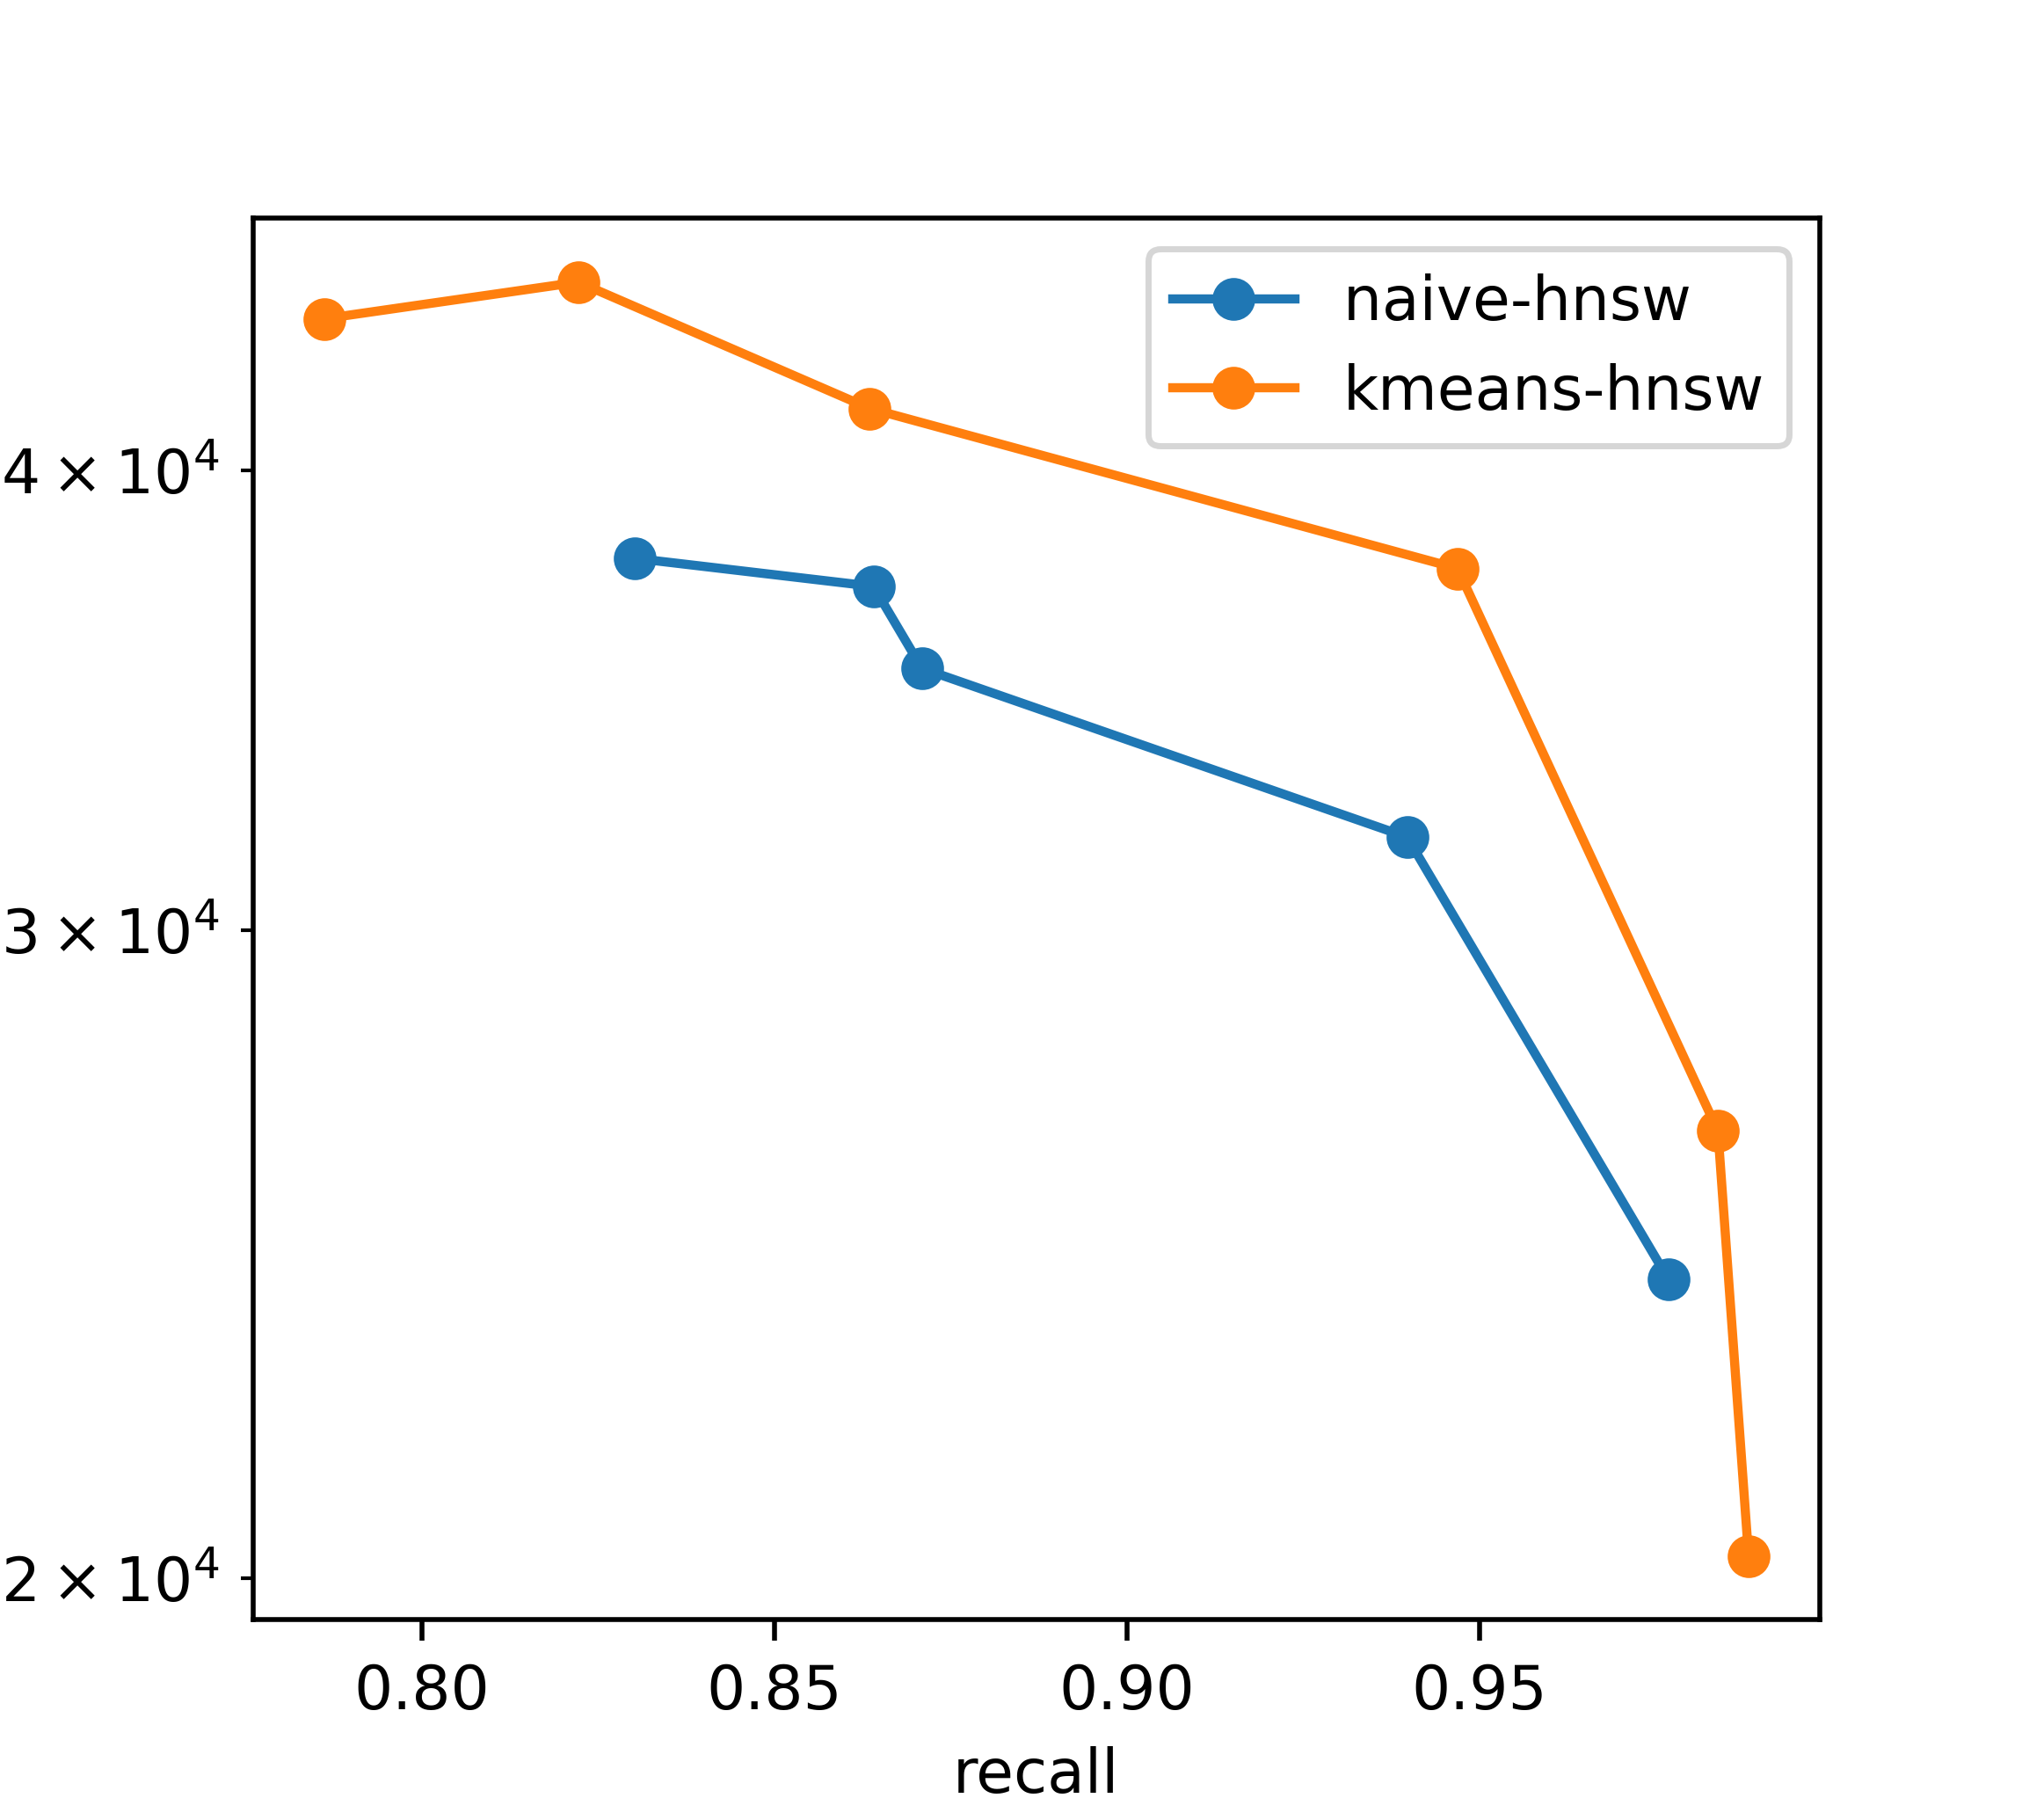 naive-hnsw
kmeans-hnsw
4 × 10⁴
3 × 10⁴
2 × 10⁴
0.80 0.85 0.90 0.95
recall